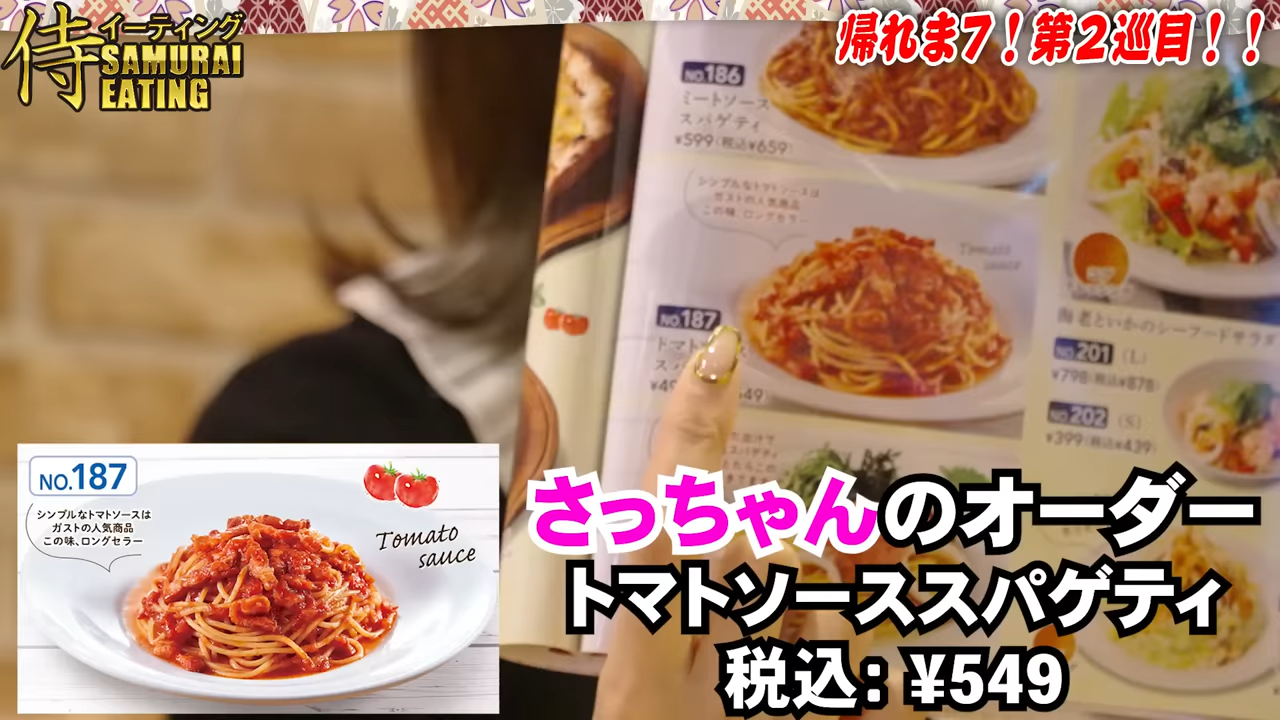 侍イーティング
SAMURAI
EATING
帰れま7！第2巡目！！
NO.186
ミートソース
スパゲティ
¥599(税込¥659)
シンプルなトマトソースは
ガストの人気商品
この味、ロングセラー
Tomato
sauce
NO.187
海老といかのシーフードサラダ
NO.201 (L)
¥798(税込¥878)
NO.202 (S)
¥399(税込¥439)
NO.187
シンプルなトマトソースは
ガストの人気商品
この味、ロングセラー
Tomato
sauce
さっちゃんのオーダー
トマトソーススパゲティ
税込：¥549